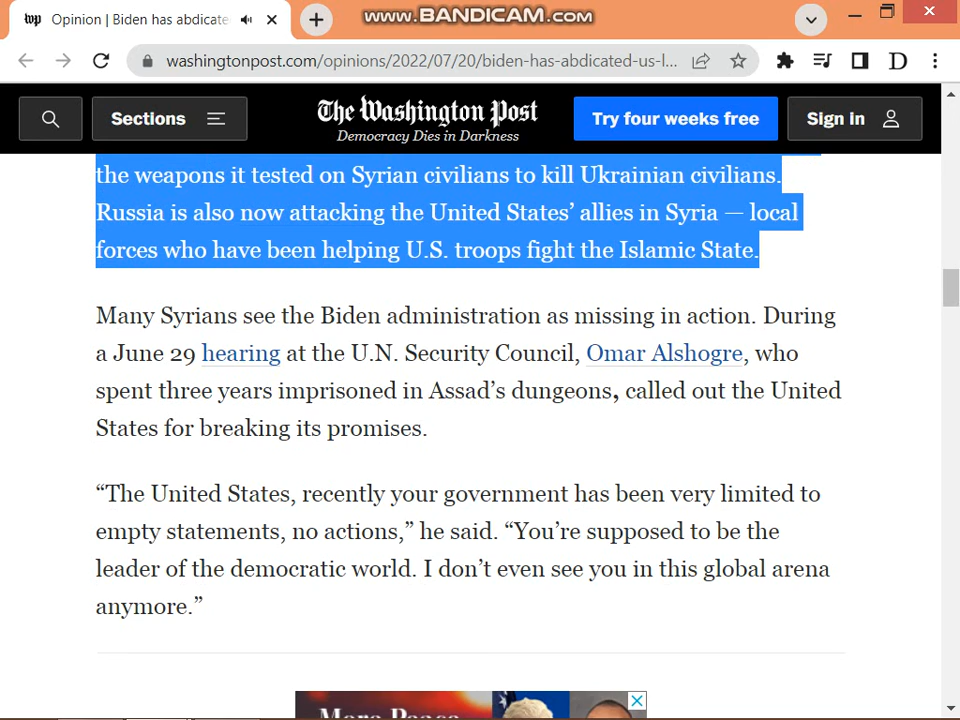 www.BANDICAM.com
wp Opinion | Biden has abdicate
washingtonpost.com/opinions/2022/07/20/biden-has-abdicated-us-l...
D
Sections
The Washington Post
Democracy Dies in Darkness
Try four weeks free
Sign in
the weapons it tested on Syrian civilians to kill Ukrainian civilians.
Russia is also now attacking the United States’ allies in Syria — local
forces who have been helping U.S. troops fight the Islamic State.
Many Syrians see the Biden administration as missing in action. During
a June 29 hearing at the U.N. Security Council, Omar Alshogre, who
spent three years imprisoned in Assad’s dungeons, called out the United
States for breaking its promises.
“The United States, recently your government has been very limited to
empty statements, no actions,” he said. “You’re supposed to be the
leader of the democratic world. I don’t even see you in this global arena
anymore.”
More Peace